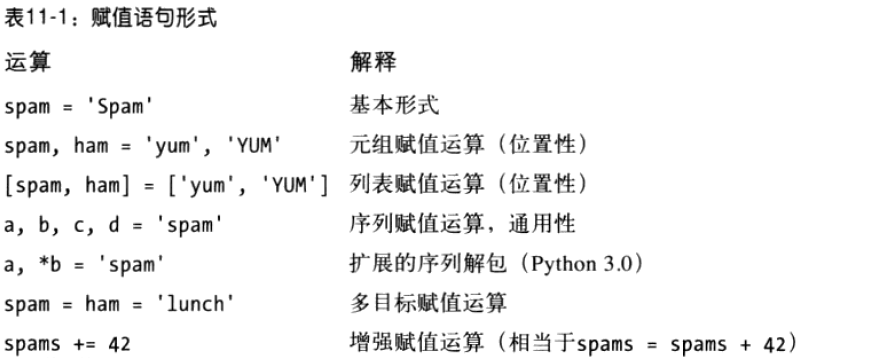 表11-1：赋值语句形式
运算 解释
spam = 'Spam' 基本形式
spam, ham = 'yum', 'YUM' 元组赋值运算（位置性）
[spam, ham] = ['yum', 'YUM'] 列表赋值运算（位置性）
a, b, c, d = 'spam' 序列赋值运算，通用性
a, *b = 'spam' 扩展的序列解包（Python 3.0）
spam = ham = 'lunch' 多目标赋值运算
spams += 42 增强赋值运算（相当于spams = spams + 42）